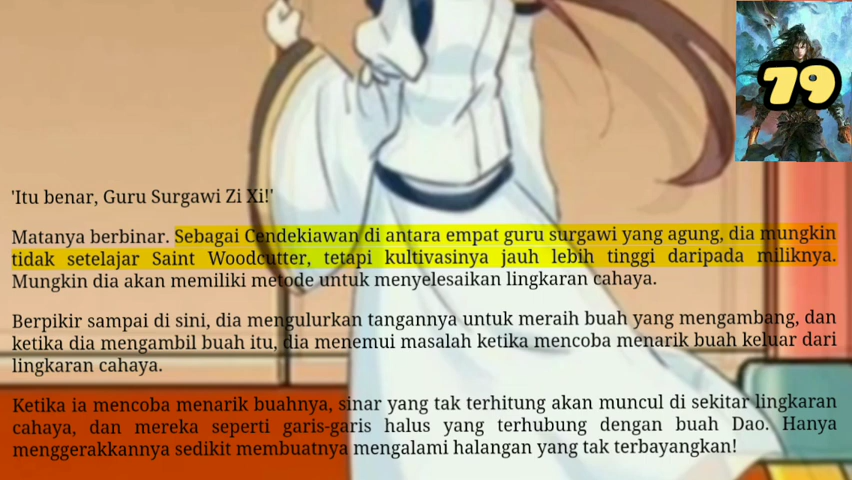 79
'Itu benar, Guru Surgawi Zi Xi!'
Matanya berbinar. Sebagai Cendekiawan di antara empat guru surgawi yang agung, dia mungkin
tidak setelajar Saint Woodcutter, tetapi kultivasinya jauh lebih tinggi daripada miliknya.
Mungkin dia akan memiliki metode untuk menyelesaikan lingkaran cahaya.
Berpikir sampai di sini, dia mengulurkan tangannya untuk meraih buah yang mengambang, dan
ketika dia mengambil buah itu, dia menemui masalah ketika mencoba menarik buah keluar dari
lingkaran cahaya.
Ketika ia mencoba menarik buahnya, sinar yang tak terhitung akan muncul di sekitar lingkaran
cahaya, dan mereka seperti garis-garis halus yang terhubung dengan buah Dao. Hanya
menggerakkannya sedikit membuatnya mengalami halangan yang tak terbayangkan!